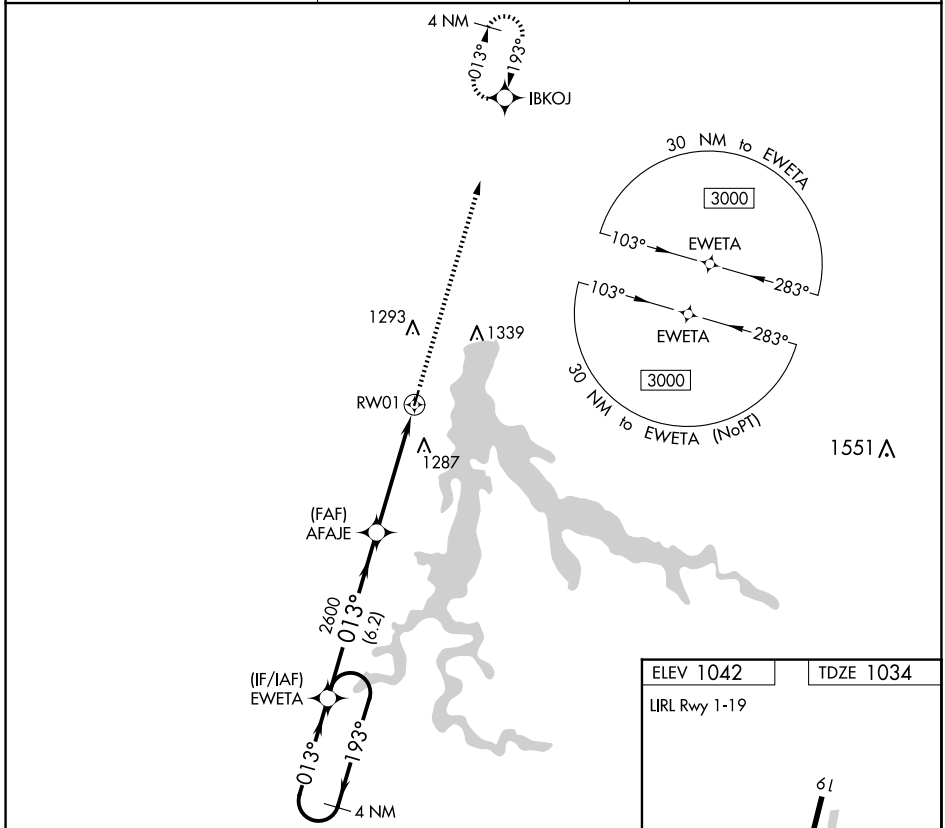 4 NM
013°
193°
IBKOJ
30 NM to EWETA
3000
103°
EWETA
283°
103°
EWETA
283°
3000
30 NM to EWETA (NoPT)
1293
1339
RW01
1287
1551
(FAF)
AFAJE
2600
013°
(6.2)
(IF/IAF)
EWETA
013°
193°
4 NM
ELEV 1042
TDZE 1034
LIRL Rwy 1-19
19